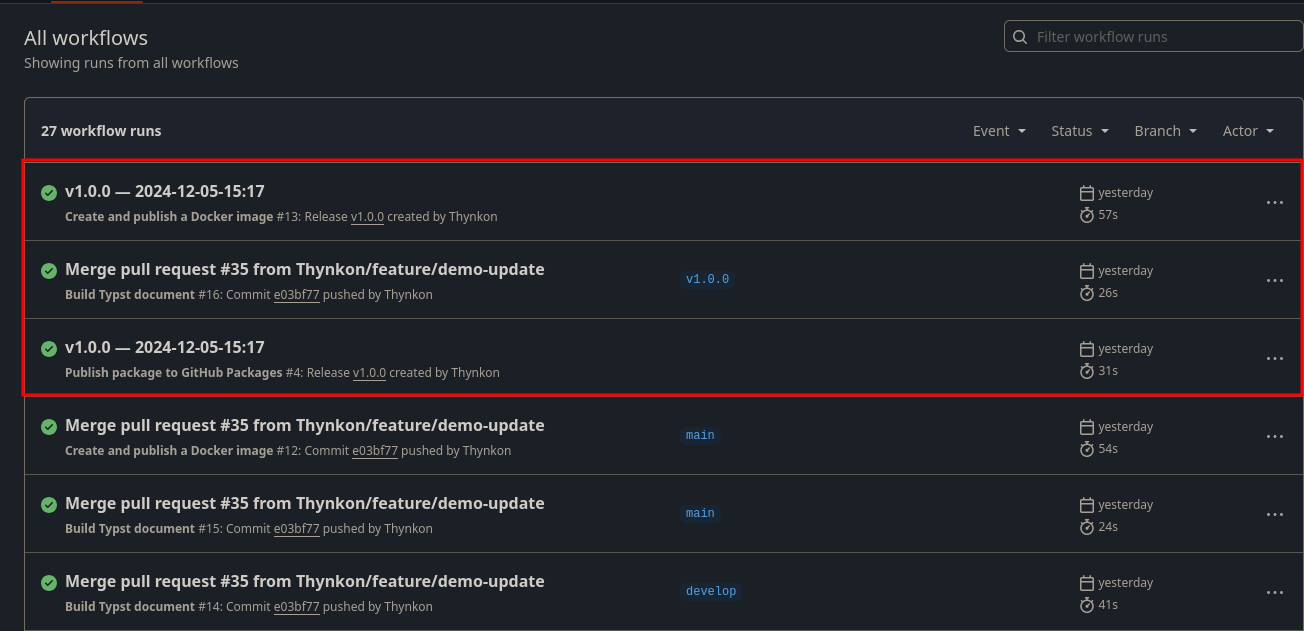 All workflows
Filter workflow runs
Showing runs from all workflows
27 workflow runs
Event
Status
Branch
Actor
v1.0.0 — 2024-12-05-15:17
yesterday
Create and publish a Docker image #13: Release v1.0.0 created by Thynkon
57s
Merge pull request #35 from Thynkon/feature/demo-update
v1.0.0
yesterday
Build Typst document #16: Commit e03bf77 pushed by Thynkon
26s
v1.0.0 — 2024-12-05-15:17
yesterday
Publish package to GitHub Packages #4: Release v1.0.0 created by Thynkon
31s
Merge pull request #35 from Thynkon/feature/demo-update
main
yesterday
Create and publish a Docker image #12: Commit e03bf77 pushed by Thynkon
54s
Merge pull request #35 from Thynkon/feature/demo-update
main
yesterday
Build Typst document #15: Commit e03bf77 pushed by Thynkon
24s
Merge pull request #35 from Thynkon/feature/demo-update
develop
yesterday
Build Typst document #14: Commit e03bf77 pushed by Thynkon
41s